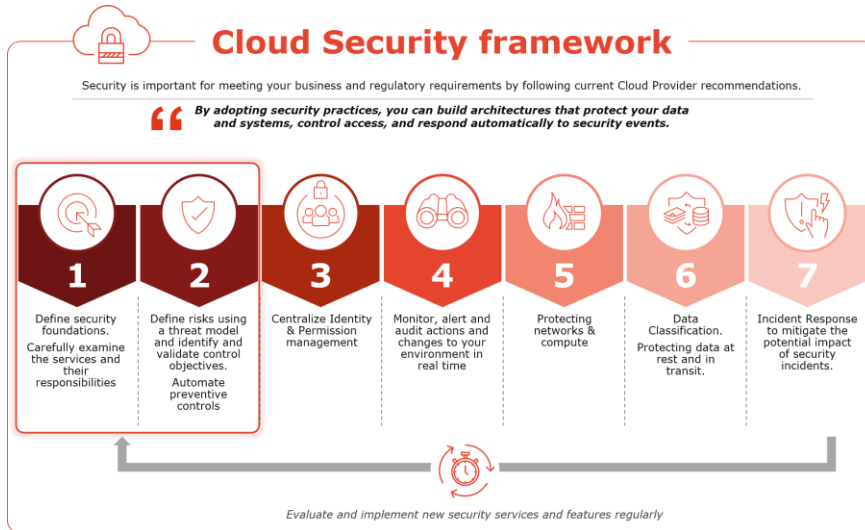 Cloud Security framework
Security is important for meeting your business and regulatory requirements by following current Cloud Provider recommendations.
By adopting security practices, you can build architectures that protect your data
and systems, control access, and respond automatically to security events.
1
Define security
foundations.
Carefully examine
the services and
their
responsibilities
2
Define risks using
a threat model
and identify and
validate control
objectives.
Automate
preventive
controls
3
Centralize Identity
& Permission
management
4
Monitor, alert and
audit actions and
changes to your
environment in
real time
5
Protecting
networks &
compute
6
Data
Classification.
Protecting data at
rest and in
transit.
7
Incident Response
to mitigate the
potential impact
of security
incidents.
Evaluate and implement new security services and features regularly